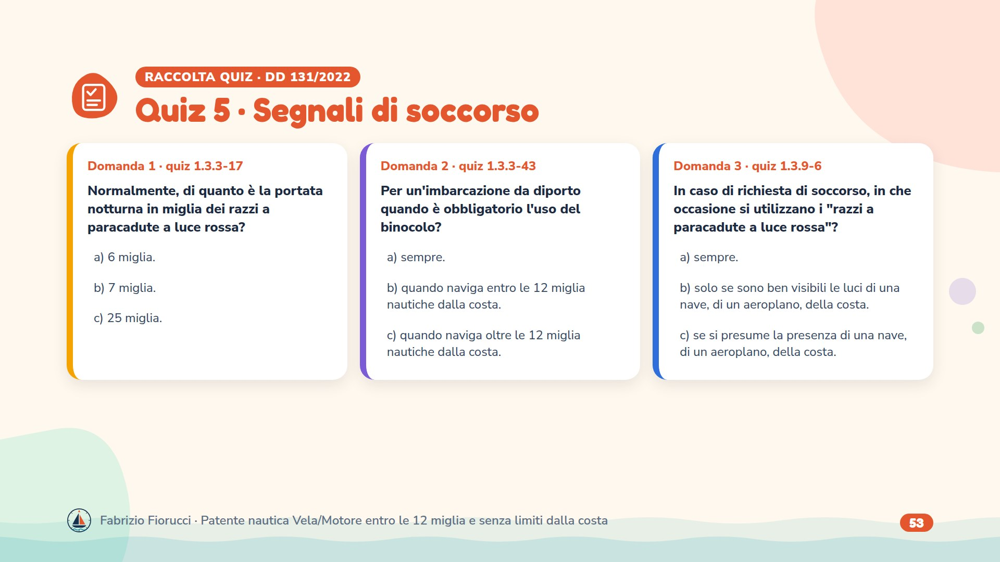 RACCOLTA QUIZ · DD 131/2022
Quiz 5 · Segnali di soccorso
Domanda 1 · quiz 1.3.3-17
Normalmente, di quanto è la portata
notturna in miglia dei razzi a
paracadute a luce rossa?
a) 6 miglia.
b) 7 miglia.
c) 25 miglia.
Domanda 2 · quiz 1.3.3-43
Per un'imbarcazione da diporto
quando è obbligatorio l'uso del
binocolo?
a) sempre.
b) quando naviga entro le 12 miglia
nautiche dalla costa.
c) quando naviga oltre le 12 miglia
nautiche dalla costa.
Domanda 3 · quiz 1.3.9-6
In caso di richiesta di soccorso, in che
occasione si utilizzano i "razzi a
paracadute a luce rossa"?
a) sempre.
b) solo se sono ben visibili le luci di una
nave, di un aeroplano, della costa.
c) se si presume la presenza di una nave,
di un aeroplano, della costa.
Fabrizio Fiorucci · Patente nautica Vela/Motore entro le 12 miglia e senza limiti dalla costa
53